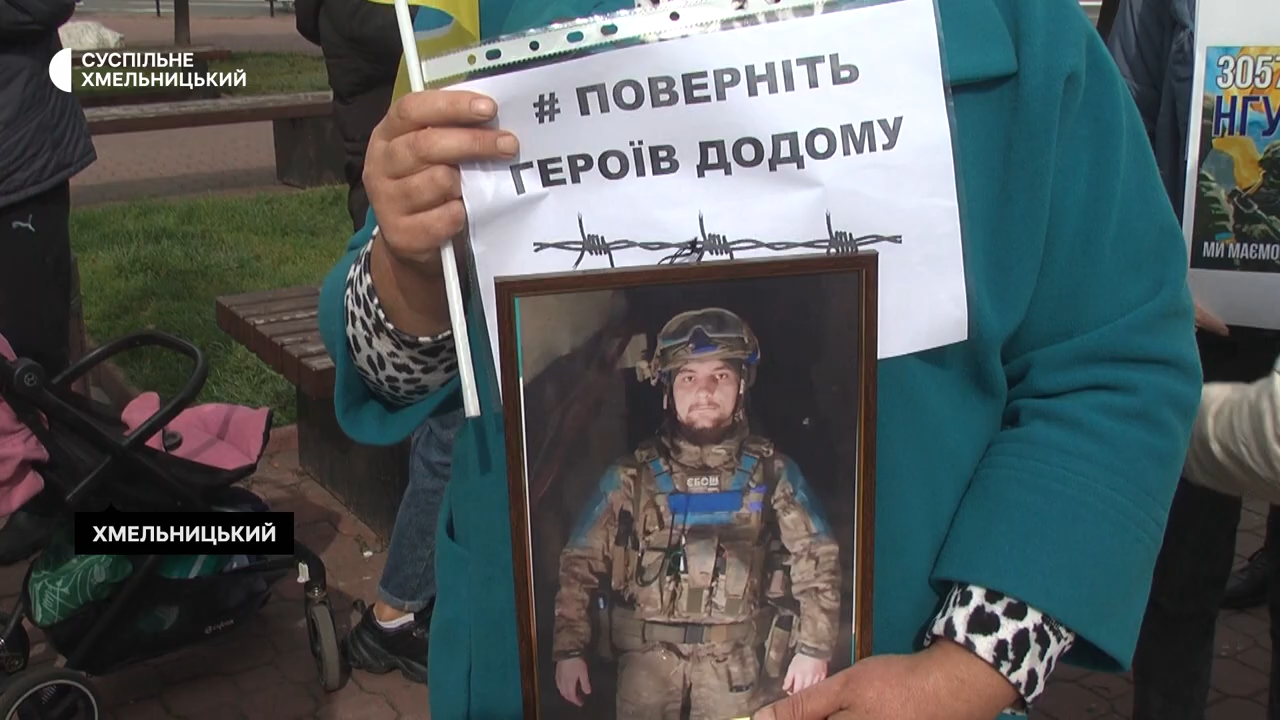 СУСПІЛЬНЕ
ХМЕЛЬНИЦЬКИЙ
# ПОВЕРНІТЬ
ГЕРОЇВ ДОДОМУ
3057
НГУ
МИ МАЄМО
ЄБОШ
ХМЕЛЬНИЦЬКИЙ